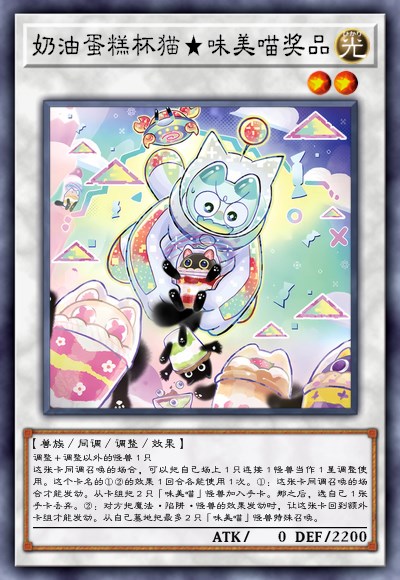 奶油蛋糕杯猫★味美喵奖品
光
【兽族/同调/调整/效果】
调整+调整以外的怪兽1只
这张卡同调召唤的场合，可以把自己场上1只连接1怪兽当作1星调整使
用。这个卡名的①②的效果1回合各能使用1次。①：这张卡同调召唤的场
合才能发动。从卡组把2只「味美喵」怪兽加入手卡。那之后，选自己1张
手卡丢弃。②：对方把魔法·陷阱·怪兽的效果发动时，让这张卡回到额外
卡组才能发动。从自己墓地把最多2只「味美喵」怪兽特殊召唤。
ATK/ 0 DEF/2200